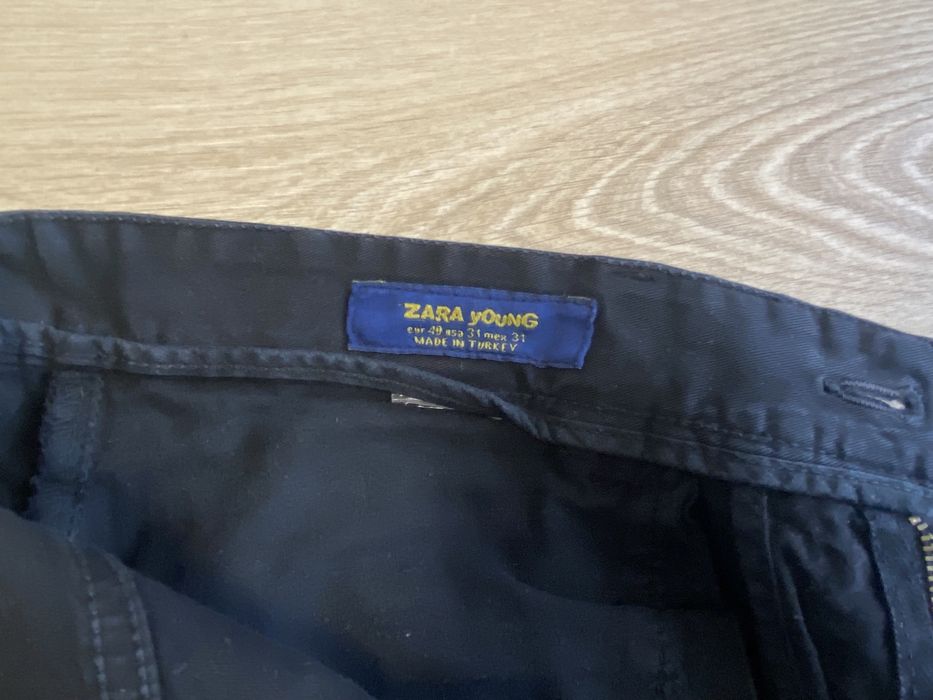 ZARA yOUNG
eur 40 usa 31 mex 31
MADE IN TURKEY